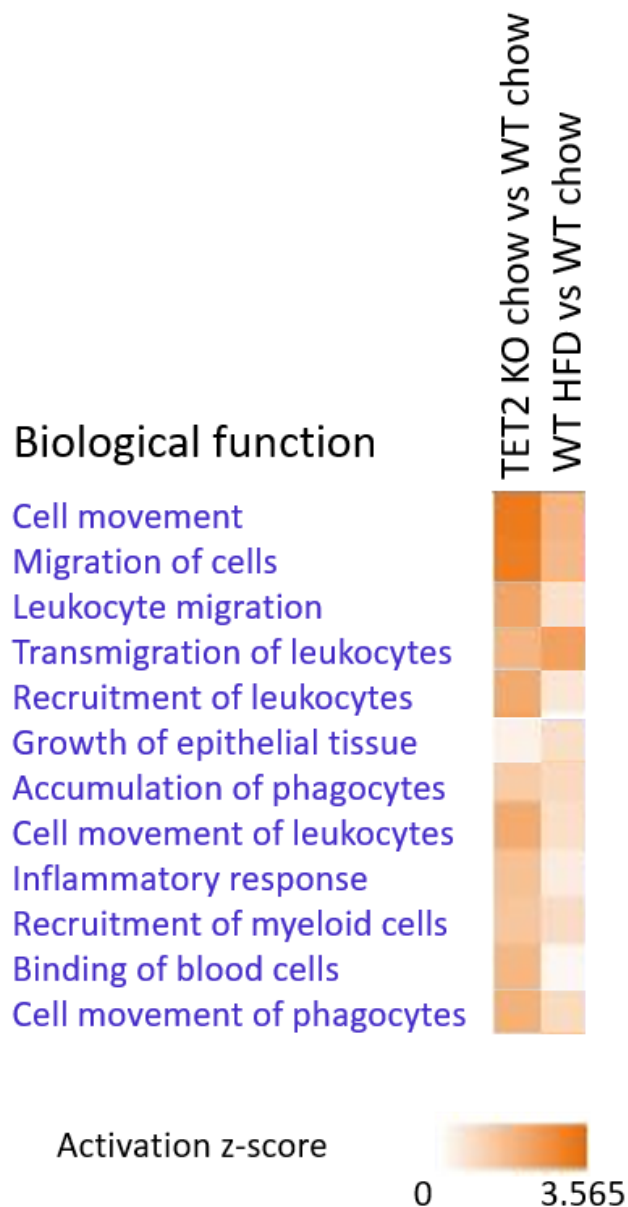 TET2 KO chow vs WT chow
WT HFD vs WT chow
Biological function
Cell movement
Migration of cells
Leukocyte migration
Transmigration of leukocytes
Recruitment of leukocytes
Growth of epithelial tissue
Accumulation of phagocytes
Cell movement of leukocytes
Inflammatory response
Recruitment of myeloid cells
Binding of blood cells
Cell movement of phagocytes
Activation z-score
0 3.565